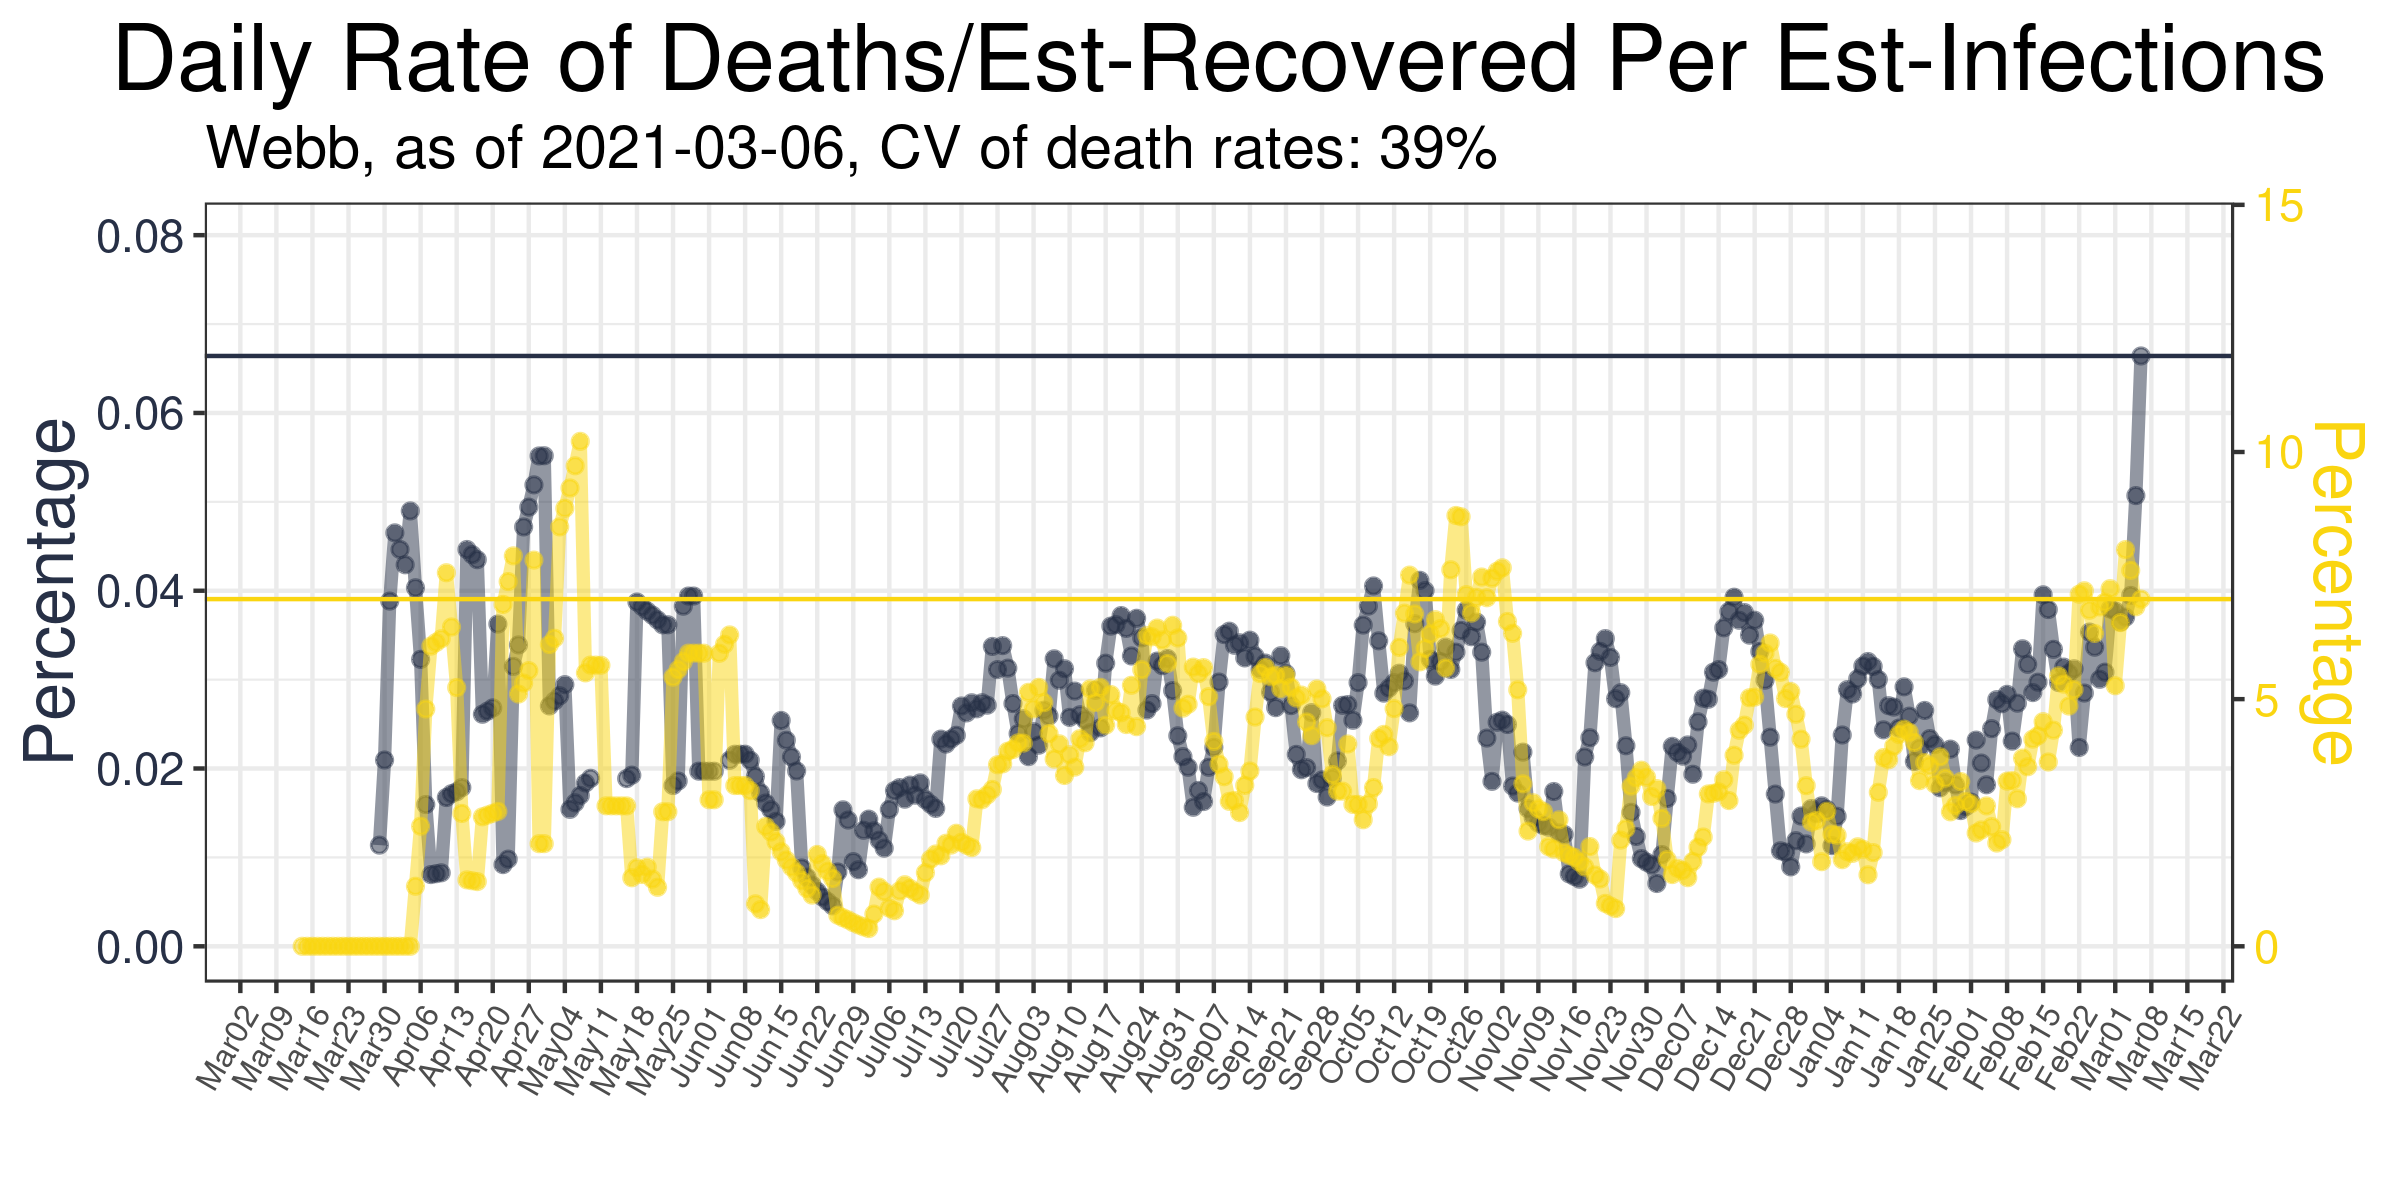 Daily Rate of Deaths/Est-Recovered Per Est-Infections
Webb, as of 2021-03-06, CV of death rates: 39%
Percentage
0.08
0.06
0.04
0.02
0.00
15
10
5
0
Percentage
Mar02
Mar09
Mar16
Mar23
Mar30
Apr06
Apr13
Apr20
Apr27
May04
May11
May18
May25
Jun01
Jun08
Jun15
Jun22
Jun29
Jul06
Jul13
Jul20
Jul27
Aug03
Aug10
Aug17
Aug24
Aug31
Sep07
Sep14
Sep21
Sep28
Oct05
Oct12
Oct19
Oct26
Nov02
Nov09
Nov16
Nov23
Nov30
Dec07
Dec14
Dec21
Dec28
Jan04
Jan11
Jan18
Jan25
Feb01
Feb08
Feb15
Feb22
Mar01
Mar08
Mar15
Mar22